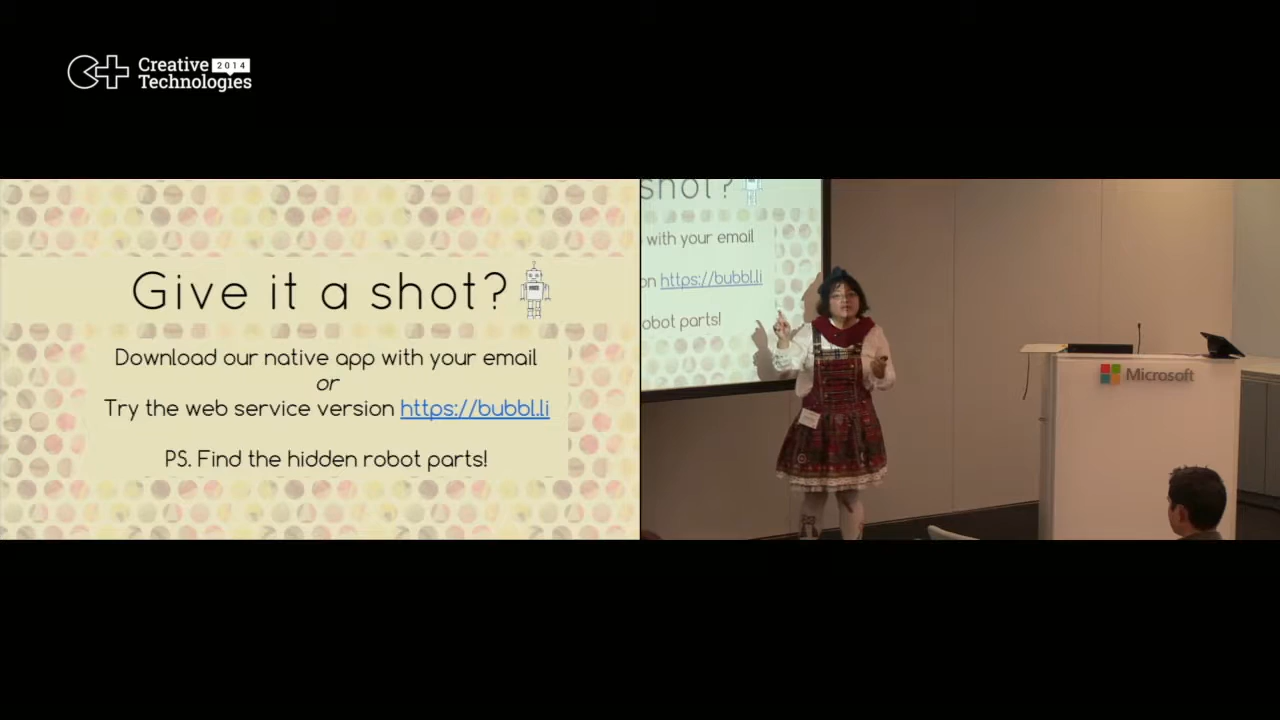 Creative 2014
Technologies
Give it a shot?
Download our native app with your email
or
Try the web service version https://bubbl.li
PS. Find the hidden robot parts!
shot?
with your email
on https://bubbl.li
obot parts!
Microsoft